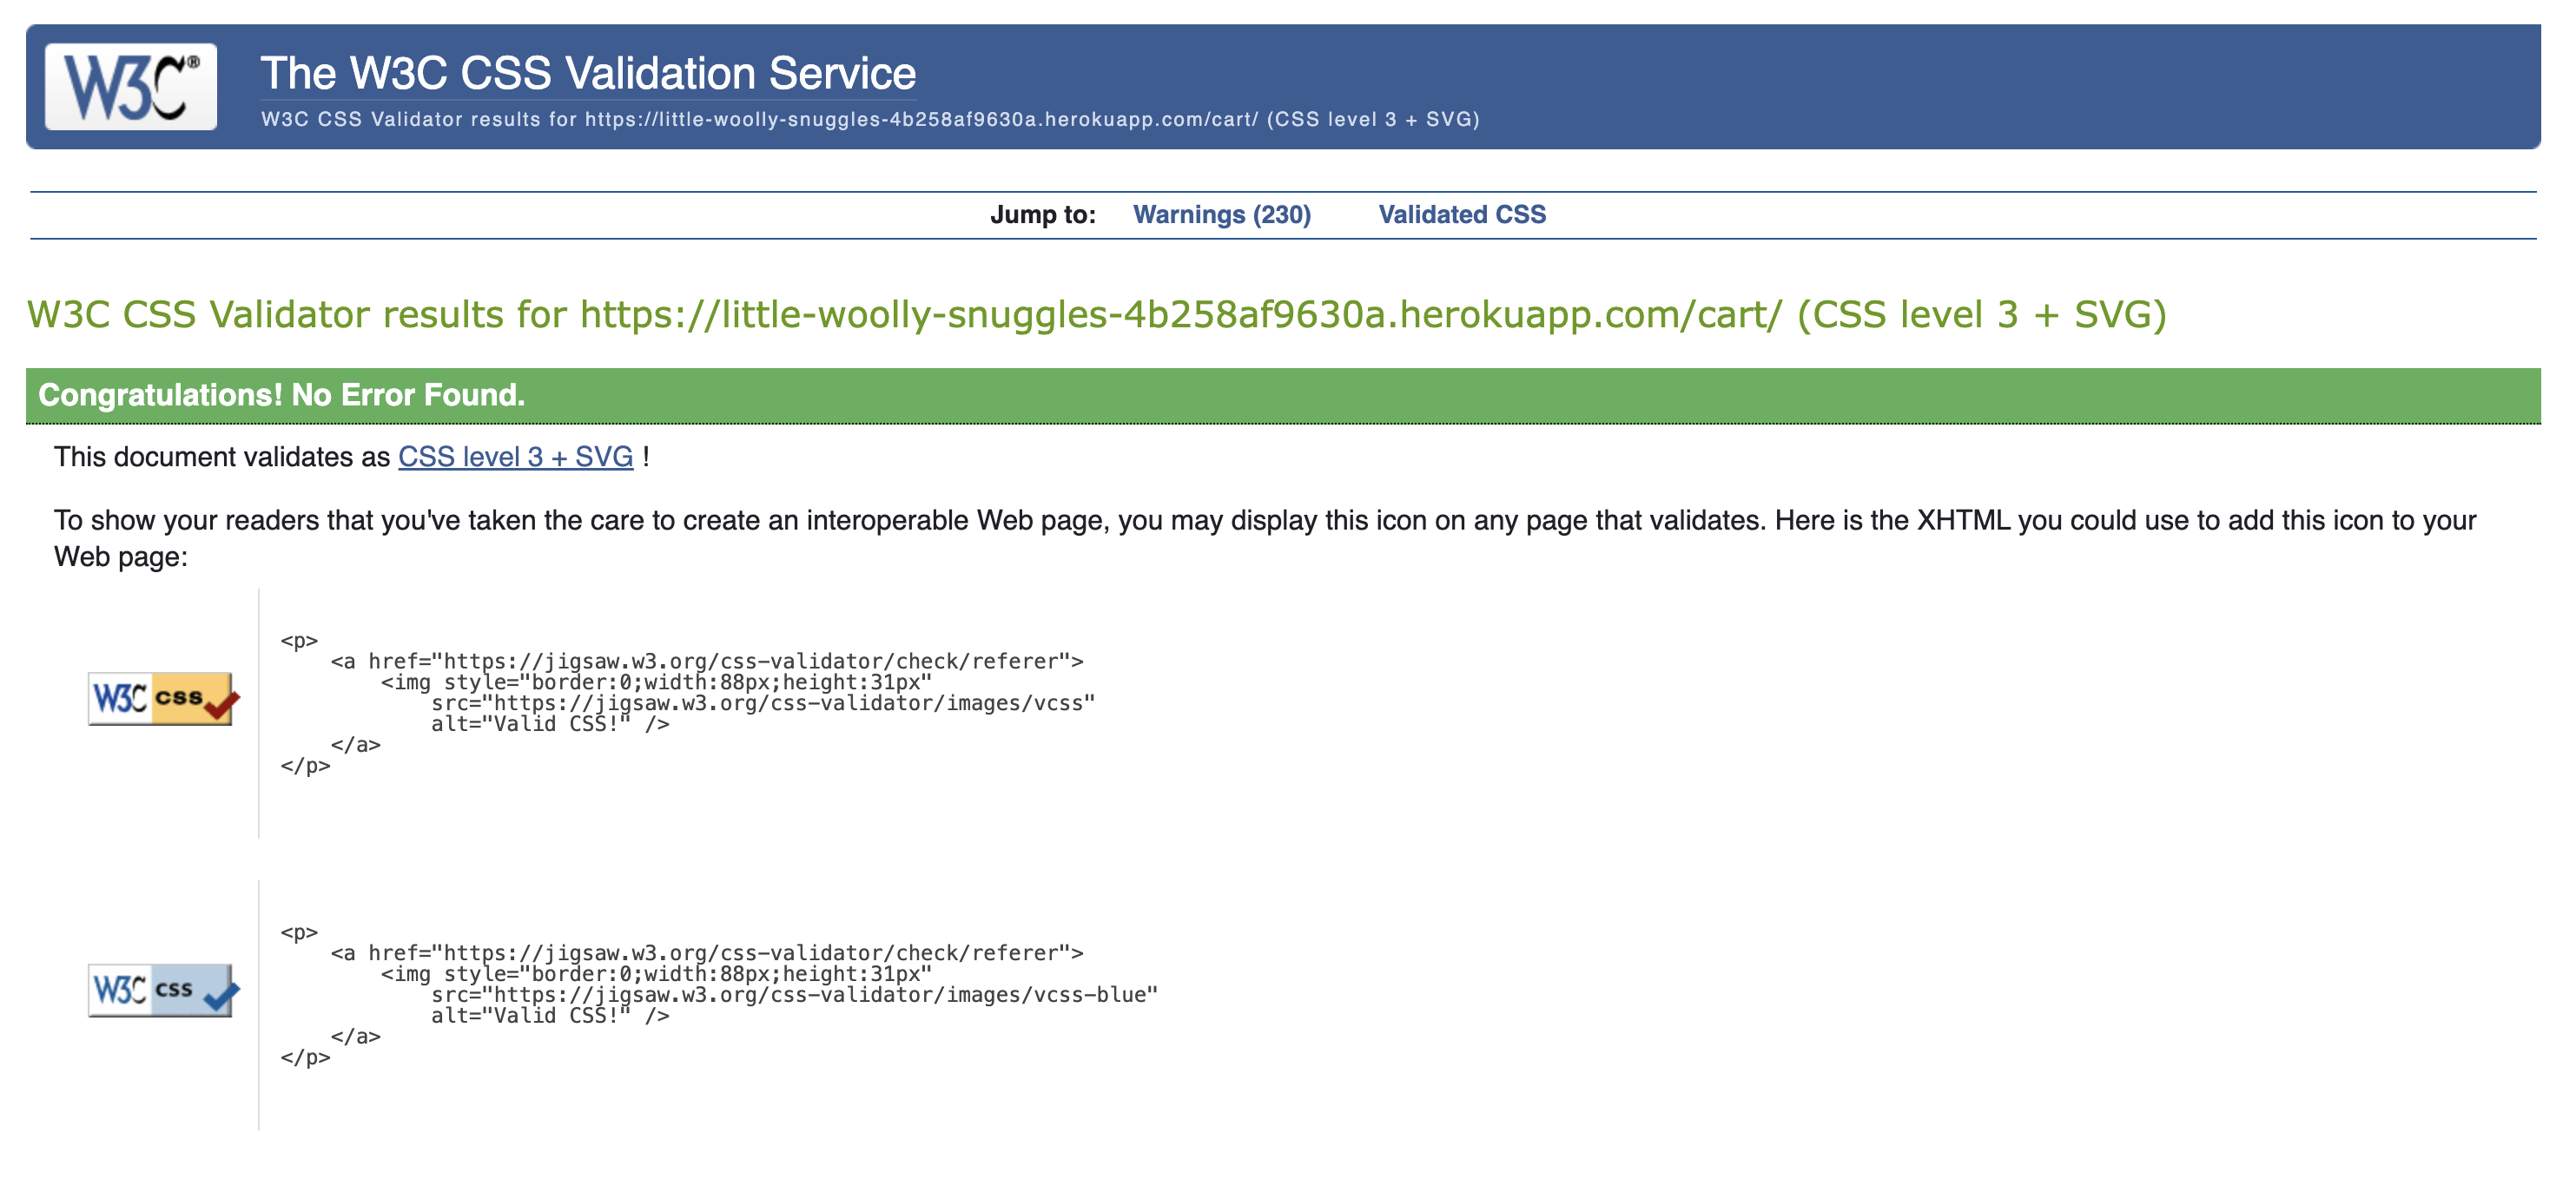 W3C®
The W3C CSS Validation Service
W3C CSS Validator results for https://little-woolly-snuggles-4b258af9630a.herokuapp.com/cart/ (CSS level 3 + SVG)
Jump to: Warnings (230) Validated CSS
W3C CSS Validator results for https://little-woolly-snuggles-4b258af9630a.herokuapp.com/cart/ (CSS level 3 + SVG)
Congratulations! No Error Found.
This document validates as CSS level 3 + SVG !
To show your readers that you've taken the care to create an interoperable Web page, you may display this icon on any page that validates. Here is the XHTML you could use to add this icon to your
Web page:
W3C css
<p>
    <a href="https://jigsaw.w3.org/css-validator/check/referer">
        <img style="border:0;width:88px;height:31px"
            src="https://jigsaw.w3.org/css-validator/images/vcss"
            alt="Valid CSS!" />
    </a>
</p>
W3C css
<p>
    <a href="https://jigsaw.w3.org/css-validator/check/referer">
        <img style="border:0;width:88px;height:31px"
            src="https://jigsaw.w3.org/css-validator/images/vcss-blue"
            alt="Valid CSS!" />
    </a>
</p>